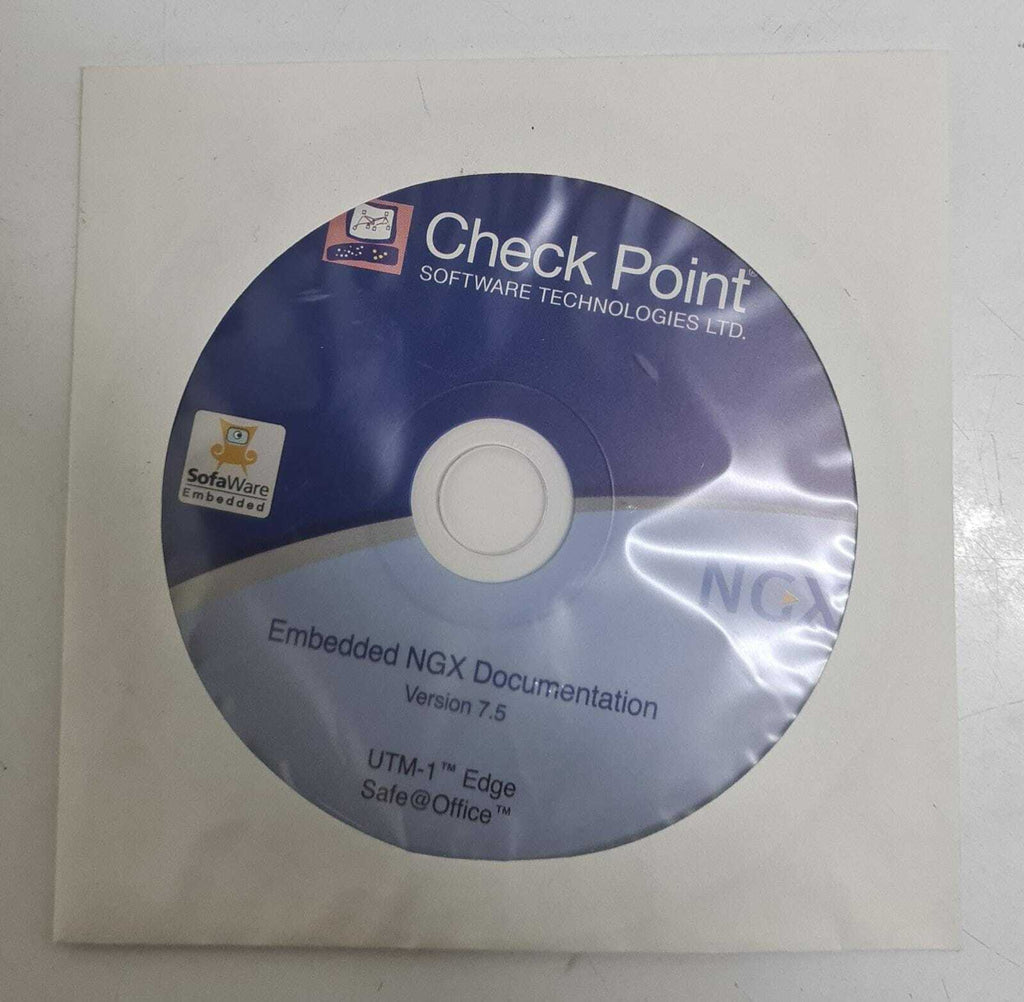 Check Point®
SOFTWARE TECHNOLOGIES LTD.
SofaWare
Embedded
NGX
Embedded NGX Documentation
Version 7.5
UTM-1™ Edge
Safe@Office™